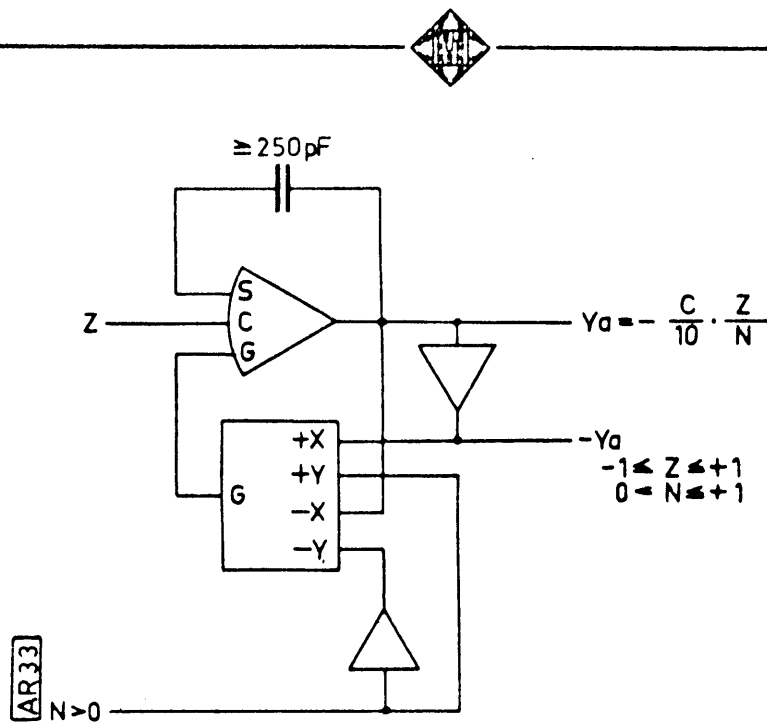 ≧250pF
S
Z C
G
Ya = - C/10 · Z/N
+X
-Ya
+Y
-1 ≤ Z ≤ +1
G
0 < N ≤ +1
-X
-Y
AR33
N>0